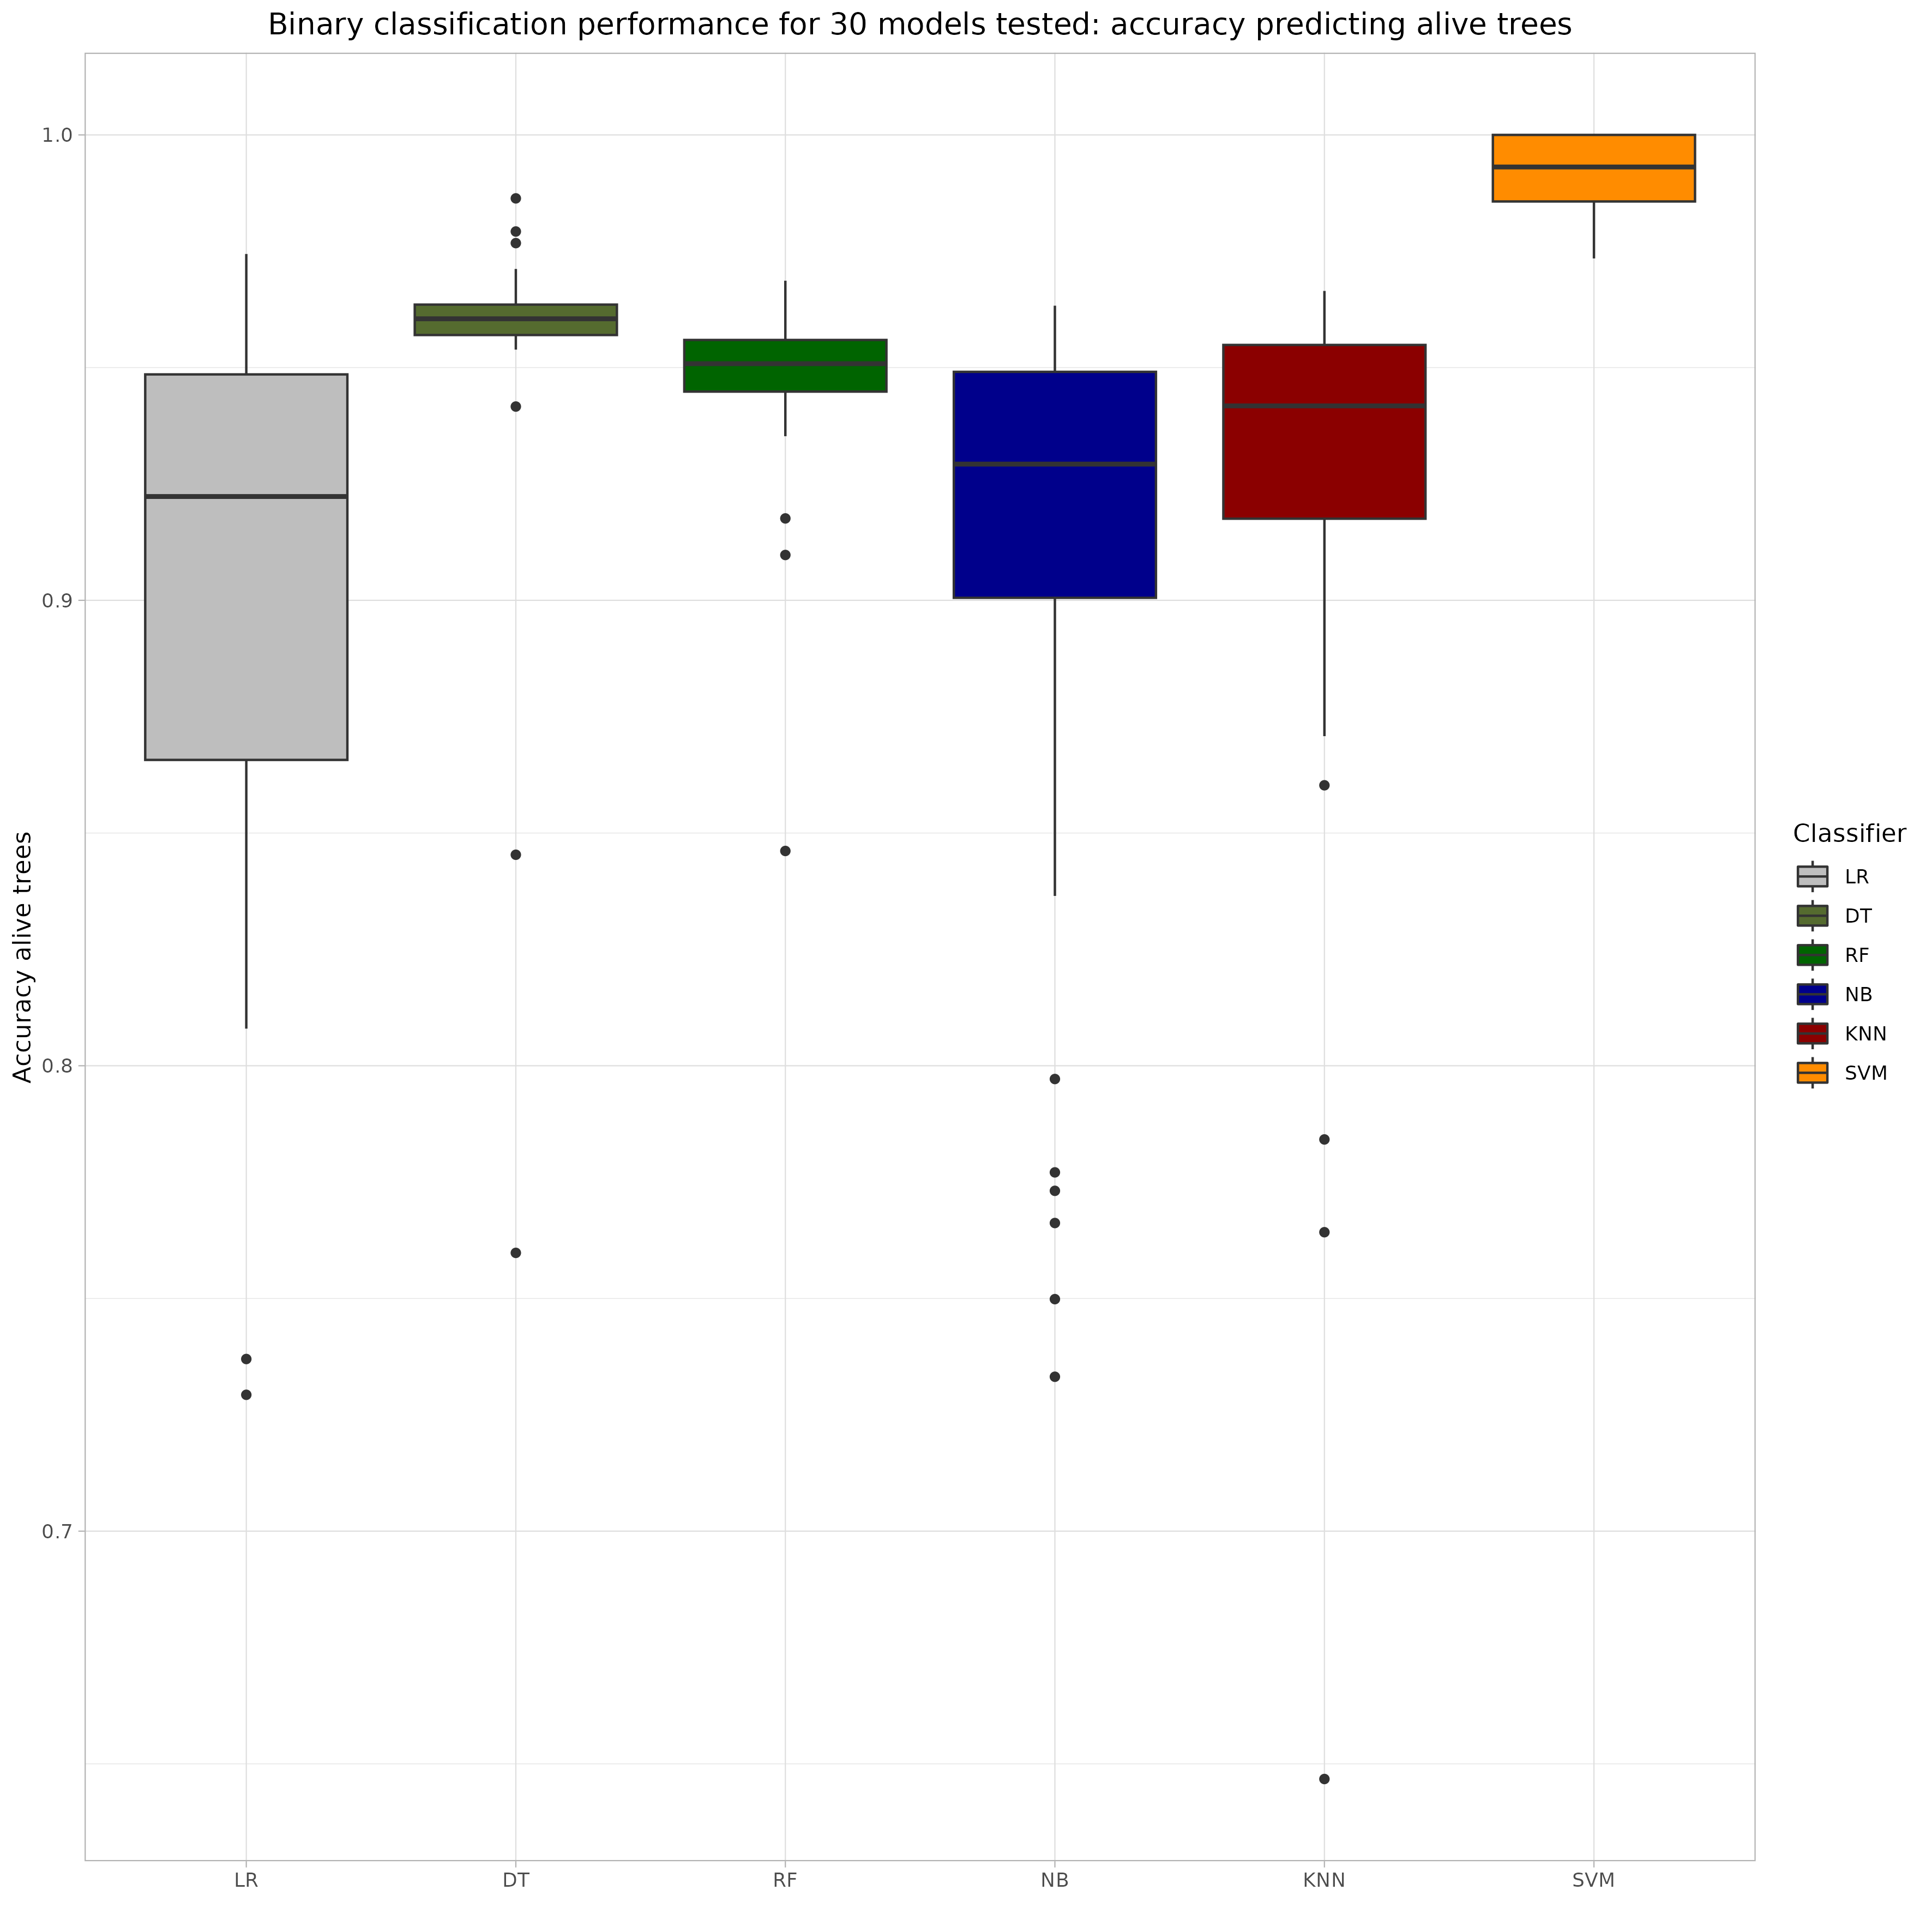 Binary classification performance for 30 models tested: accuracy predicting alive trees
Accuracy alive trees
1.0
0.9
0.8
0.7
LR
DT
RF
NB
KNN
SVM
Classifier
LR
DT
RF
NB
KNN
SVM